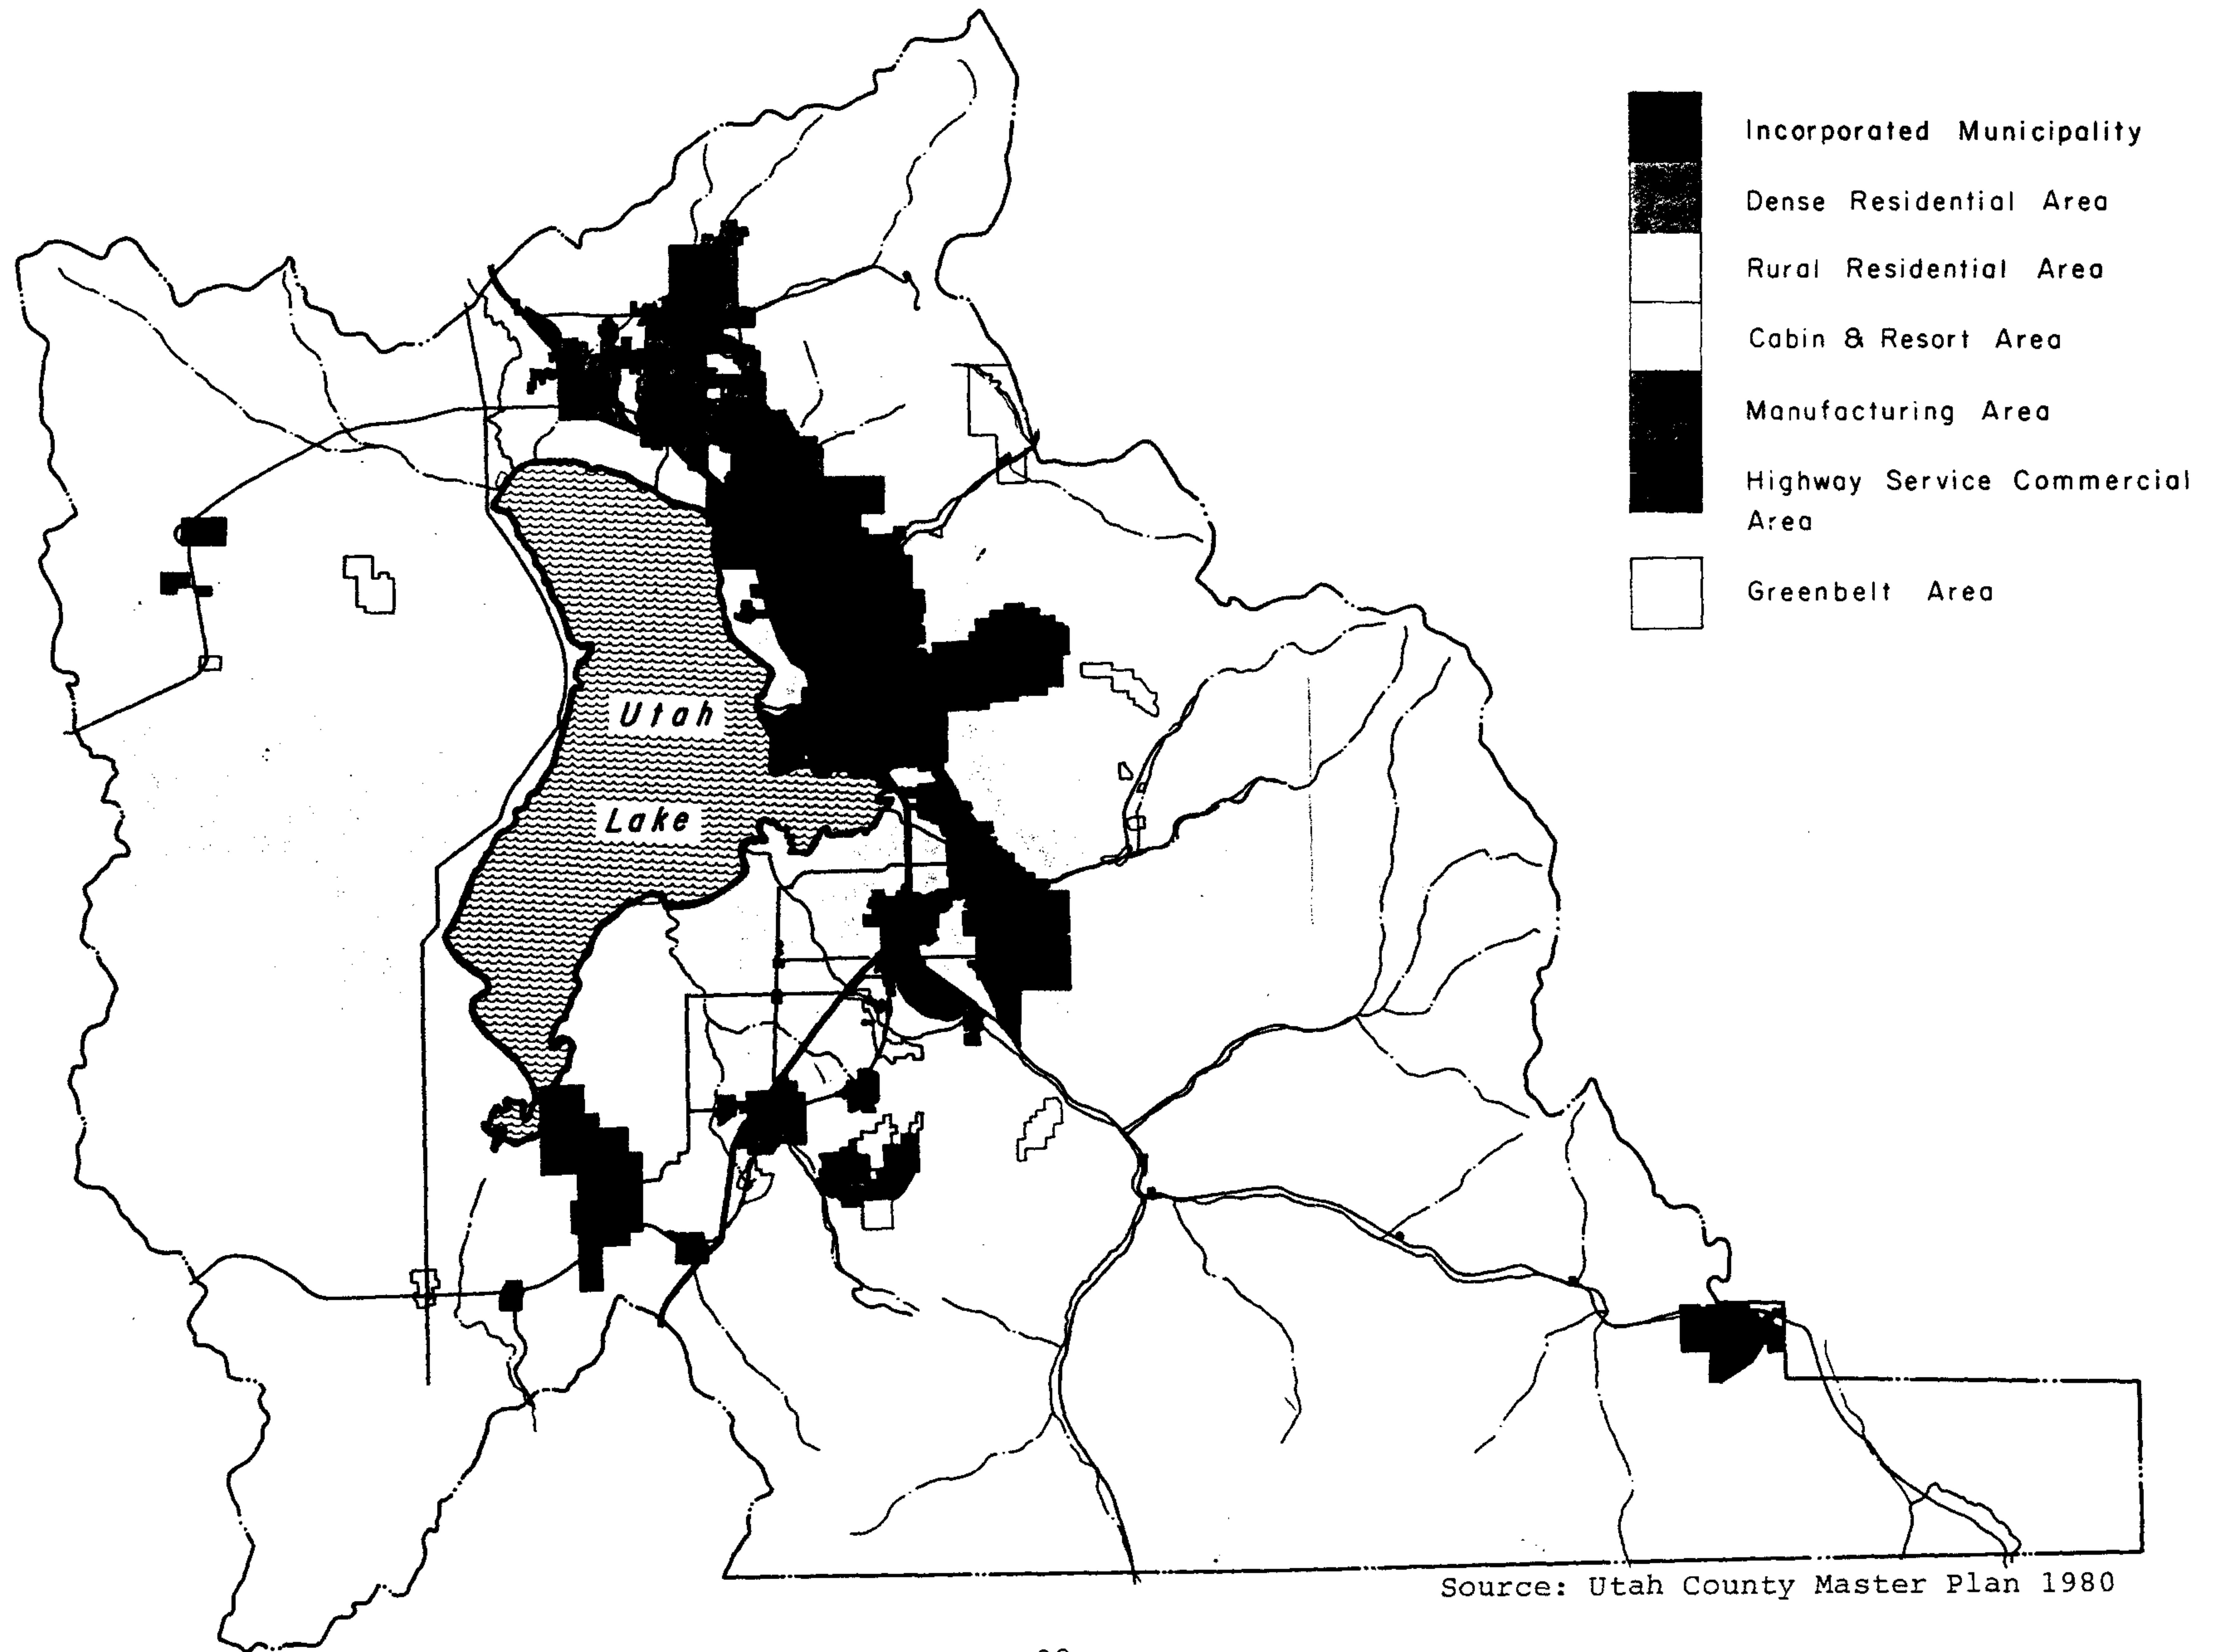 Incorporated Municipality
Dense Residential Area
Rural Residential Area
Cabin & Resort Area
Manufacturing Area
Highway Service Commercial
Area
Greenbelt Area
Utah
Lake
Source: Utah County Master Plan 1980